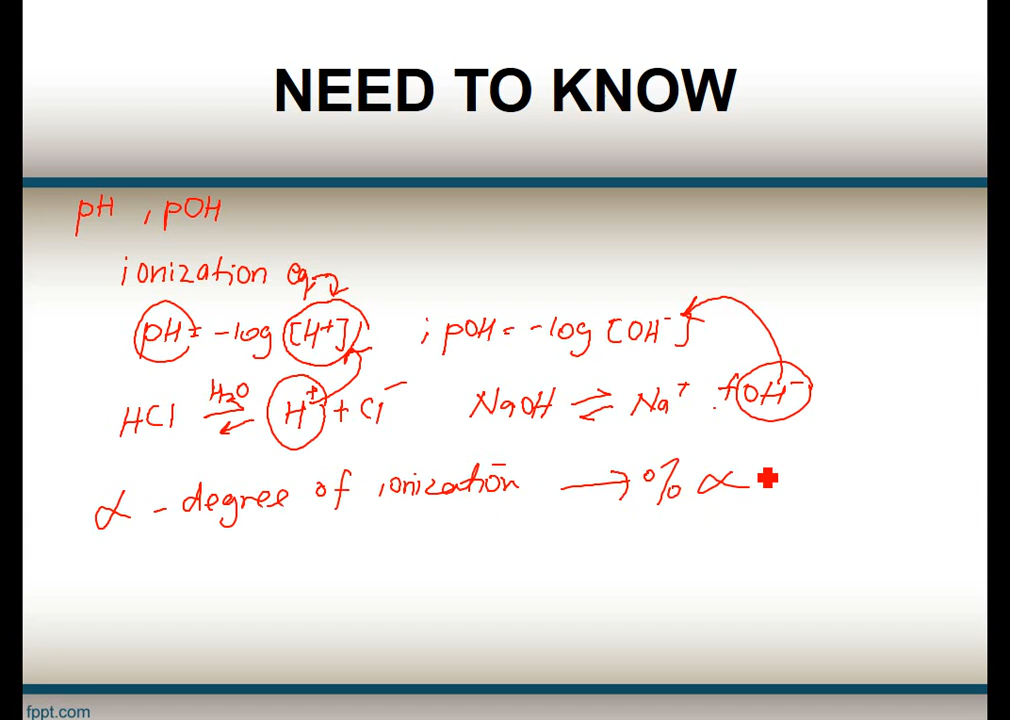 NEED TO KNOW
pH , pOH
ionization eq
pH = -log [H+] ; pOH = -log [OH-]
HCl ⇌ H+ + Cl- NaOH ⇌ Na+ + OH-
H2O
α - degree of ionization → % α
fppt.com